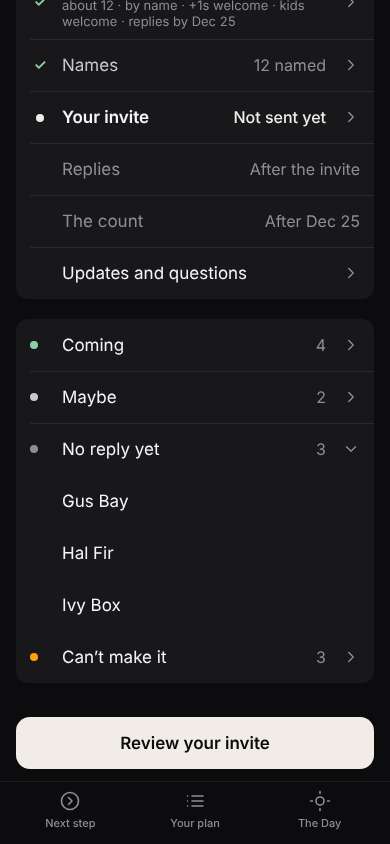 about 12 · by name · +1s welcome · kids
welcome · replies by Dec 25
Names 12 named
Your invite Not sent yet
Replies After the invite
The count After Dec 25
Updates and questions
Coming 4
Maybe 2
No reply yet 3
Gus Bay
Hal Fir
Ivy Box
Can’t make it 3
Review your invite
Next step Your plan The Day